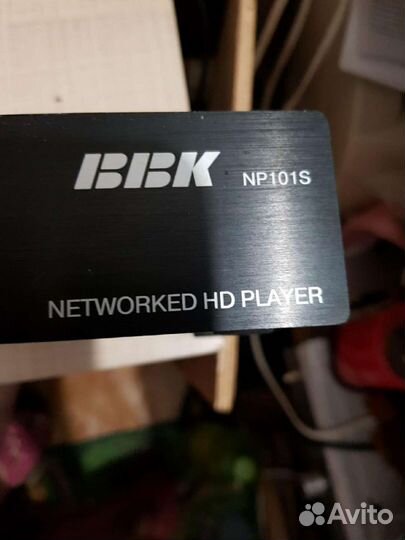 BBK NP101S
NETWORKED HD PLAYER
Avito